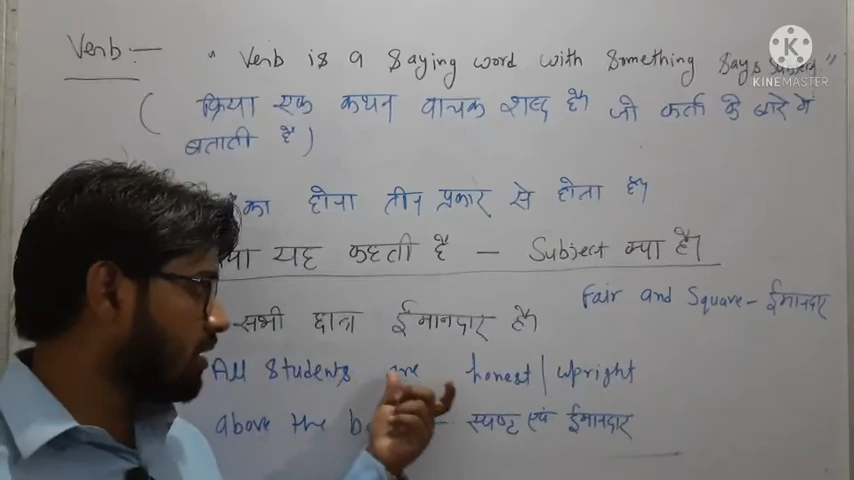 Verb :— " Verb is a saying word with something says
KINEMASTER
( क्रिया एक कथन वाचक शब्द है जो कर्ता के बारे में
बताती है )
का होना तीन प्रकार से होता है
यह कहती है — Subject क्या है
Fair and Square - ईमानदार
सभी छात्र ईमानदार है
All Students are honest | upright
above the — स्पष्ट एवं ईमानदार